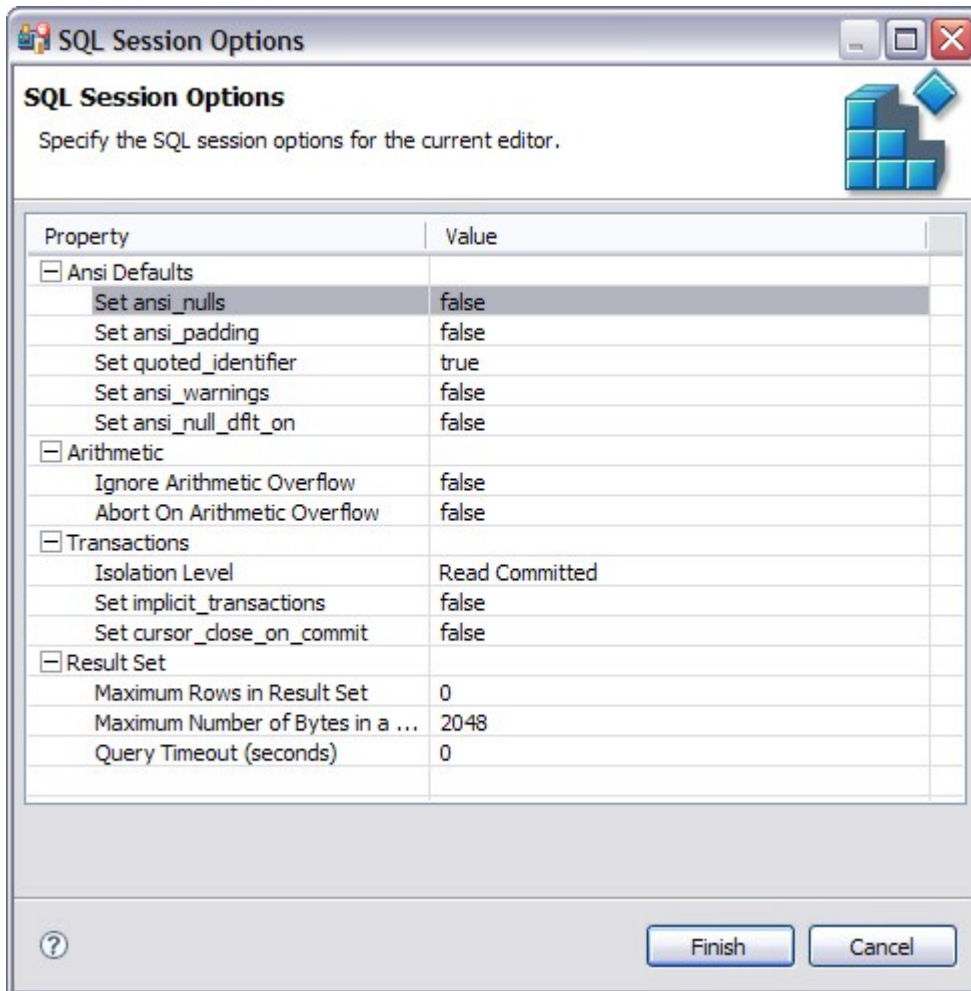 SQL Session Options
SQL Session Options
Specify the SQL session options for the current editor.
Property Value
Ansi Defaults
Set ansi_nulls false
Set ansi_padding false
Set quoted_identifier true
Set ansi_warnings false
Set ansi_null_dflt_on false
Arithmetic
Ignore Arithmetic Overflow false
Abort On Arithmetic Overflow false
Transactions
Isolation Level Read Committed
Set implicit_transactions false
Set cursor_close_on_commit false
Result Set
Maximum Rows in Result Set 0
Maximum Number of Bytes in a ... 2048
Query Timeout (seconds) 0
? Finish Cancel